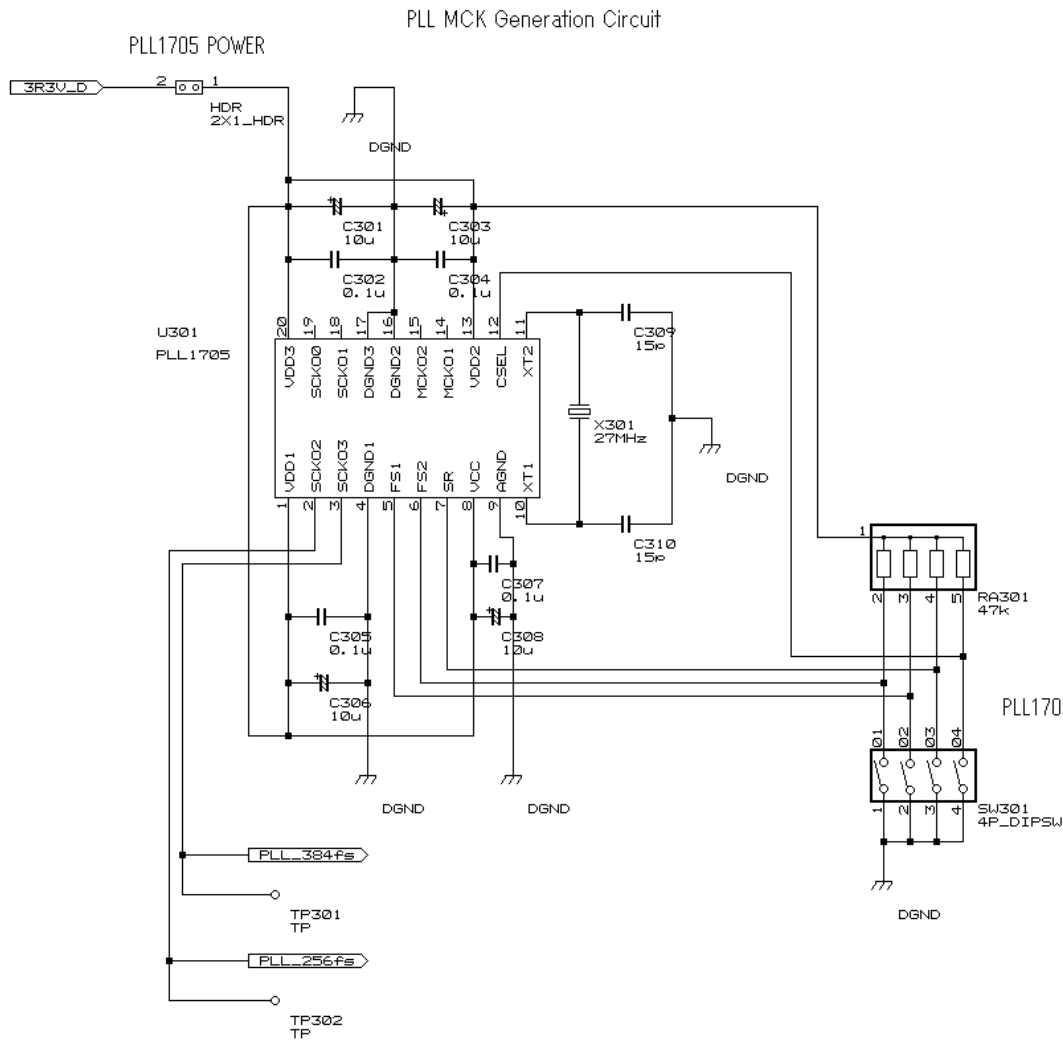 PLL MCK Generation Circuit
PLL1705 POWER
3R3V_D
2
1
HDR
2X1_HDR
DGND
C301
10u
C303
10u
C302
0.1u
C304
0.1u
U301
PLL1705
20
19
18
17
16
15
14
13
12
11
VDD3
SCKO0
SCKO1
DGND3
DGND2
MCKO2
MCKO1
VDD2
CSEL
XT2
C309
15p
X301
27MHz
DGND
VDD1
SCKO2
SCKO3
DGND1
FS1
FS2
SR
VCC
AGND
XT1
1
2
3
4
5
6
7
8
9
10
C310
15p
1
2
3
4
5
RA301
47k
C307
0.1u
C305
0.1u
C308
10u
C306
10u
PLL170
01
02
03
04
1
2
3
4
SW301
4P_DIPSW
DGND
DGND
DGND
PLL_384fs
TP301
TP
PLL_256fs
TP302
TP